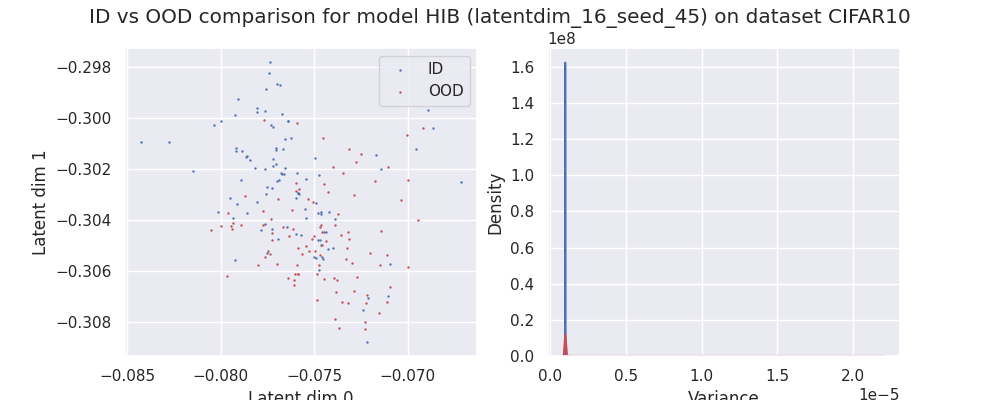 ID vs OOD comparison for model HIB (latentdim_16_seed_45) on dataset CIFAR10
−0.298
−0.300
−0.302
−0.304
−0.306
−0.308
Latent dim 1
−0.085
−0.080
−0.075
−0.070
Latent dim 0
ID
OOD
1e8
1.6
1.4
1.2
1.0
0.8
0.6
0.4
0.2
0.0
Density
0.0
0.5
1.0
1.5
2.0
1e−5
Variance